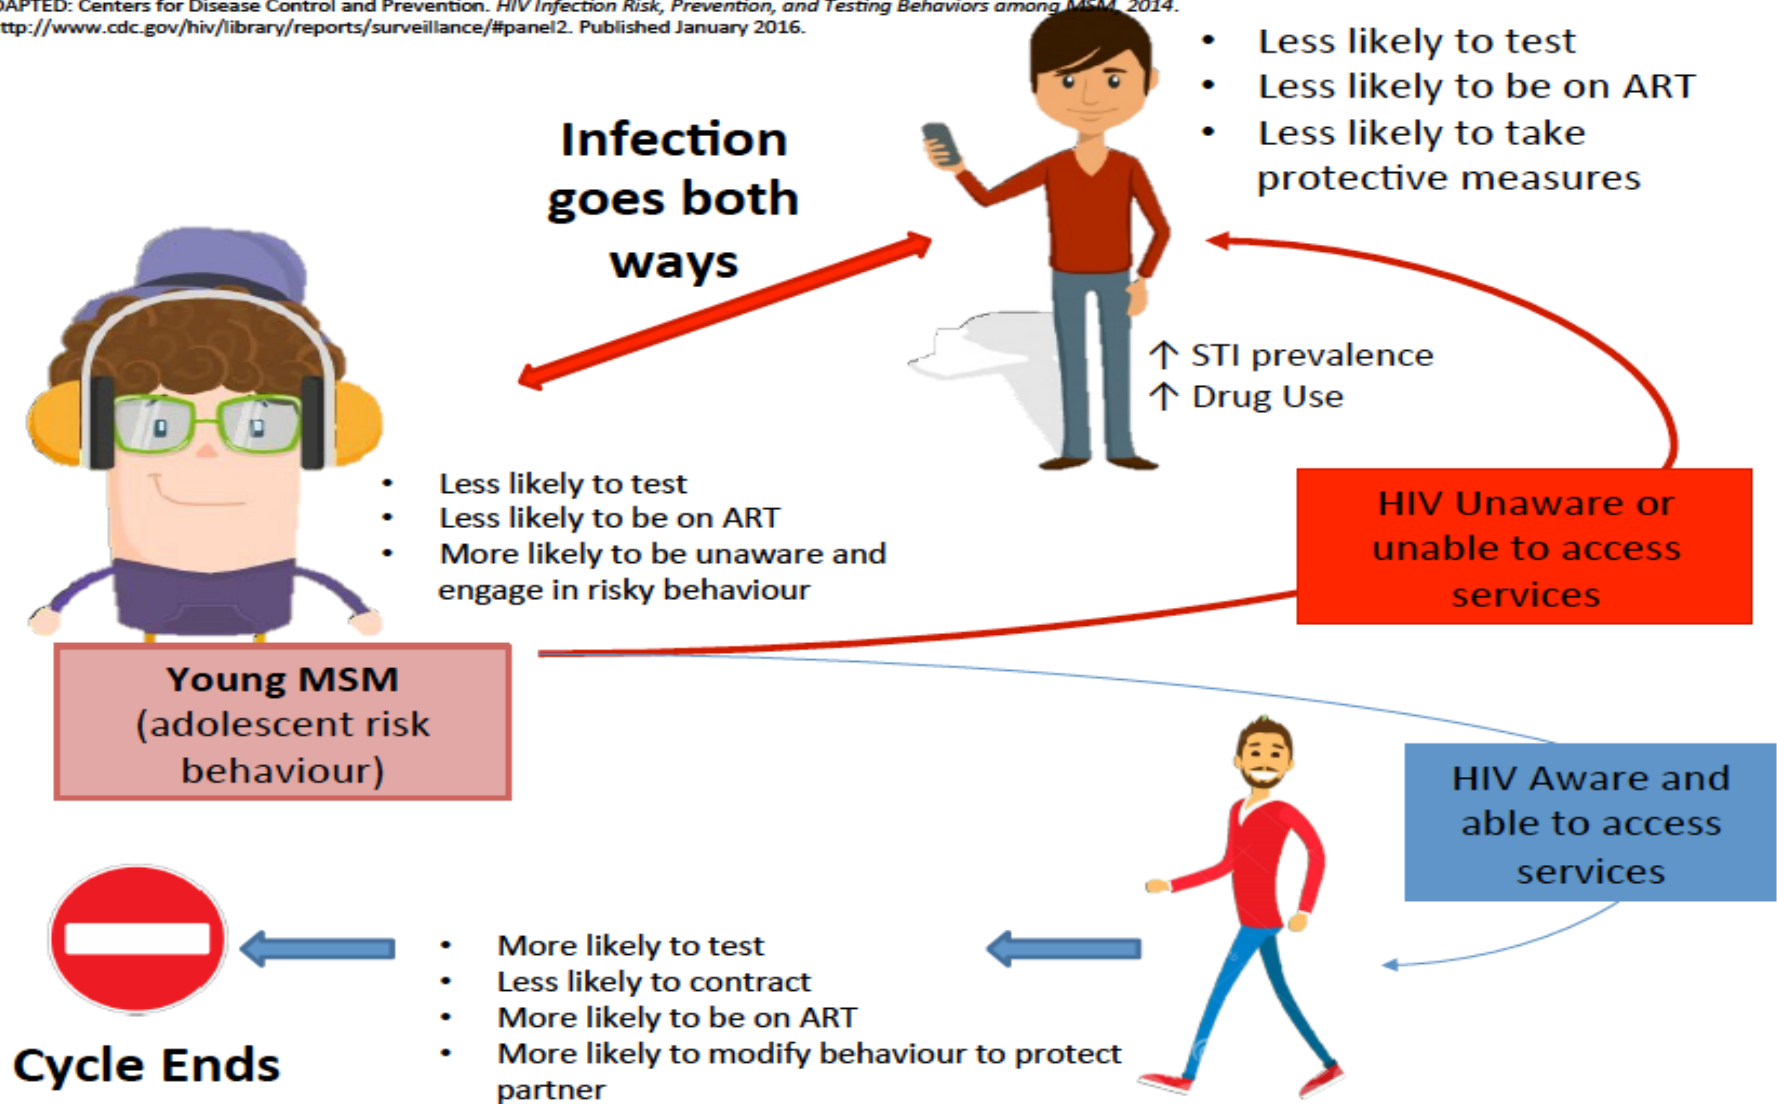 DAPTED: Centers for Disease Control and Prevention. HIV Infection Risk, Prevention, and Testing Behaviors among MSM, 2014.
ttp://www.cdc.gov/hiv/library/reports/surveillance/#panel2. Published January 2016.
• Less likely to test
• Less likely to be on ART
• Less likely to take
protective measures
Infection
goes both
ways
↑ STI prevalence
↑ Drug Use
• Less likely to test
• Less likely to be on ART
• More likely to be unaware and
engage in risky behaviour
HIV Unaware or
unable to access
services
Young MSM
(adolescent risk
behaviour)
HIV Aware and
able to access
services
• More likely to test
• Less likely to contract
• More likely to be on ART
• More likely to modify behaviour to protect
partner
Cycle Ends